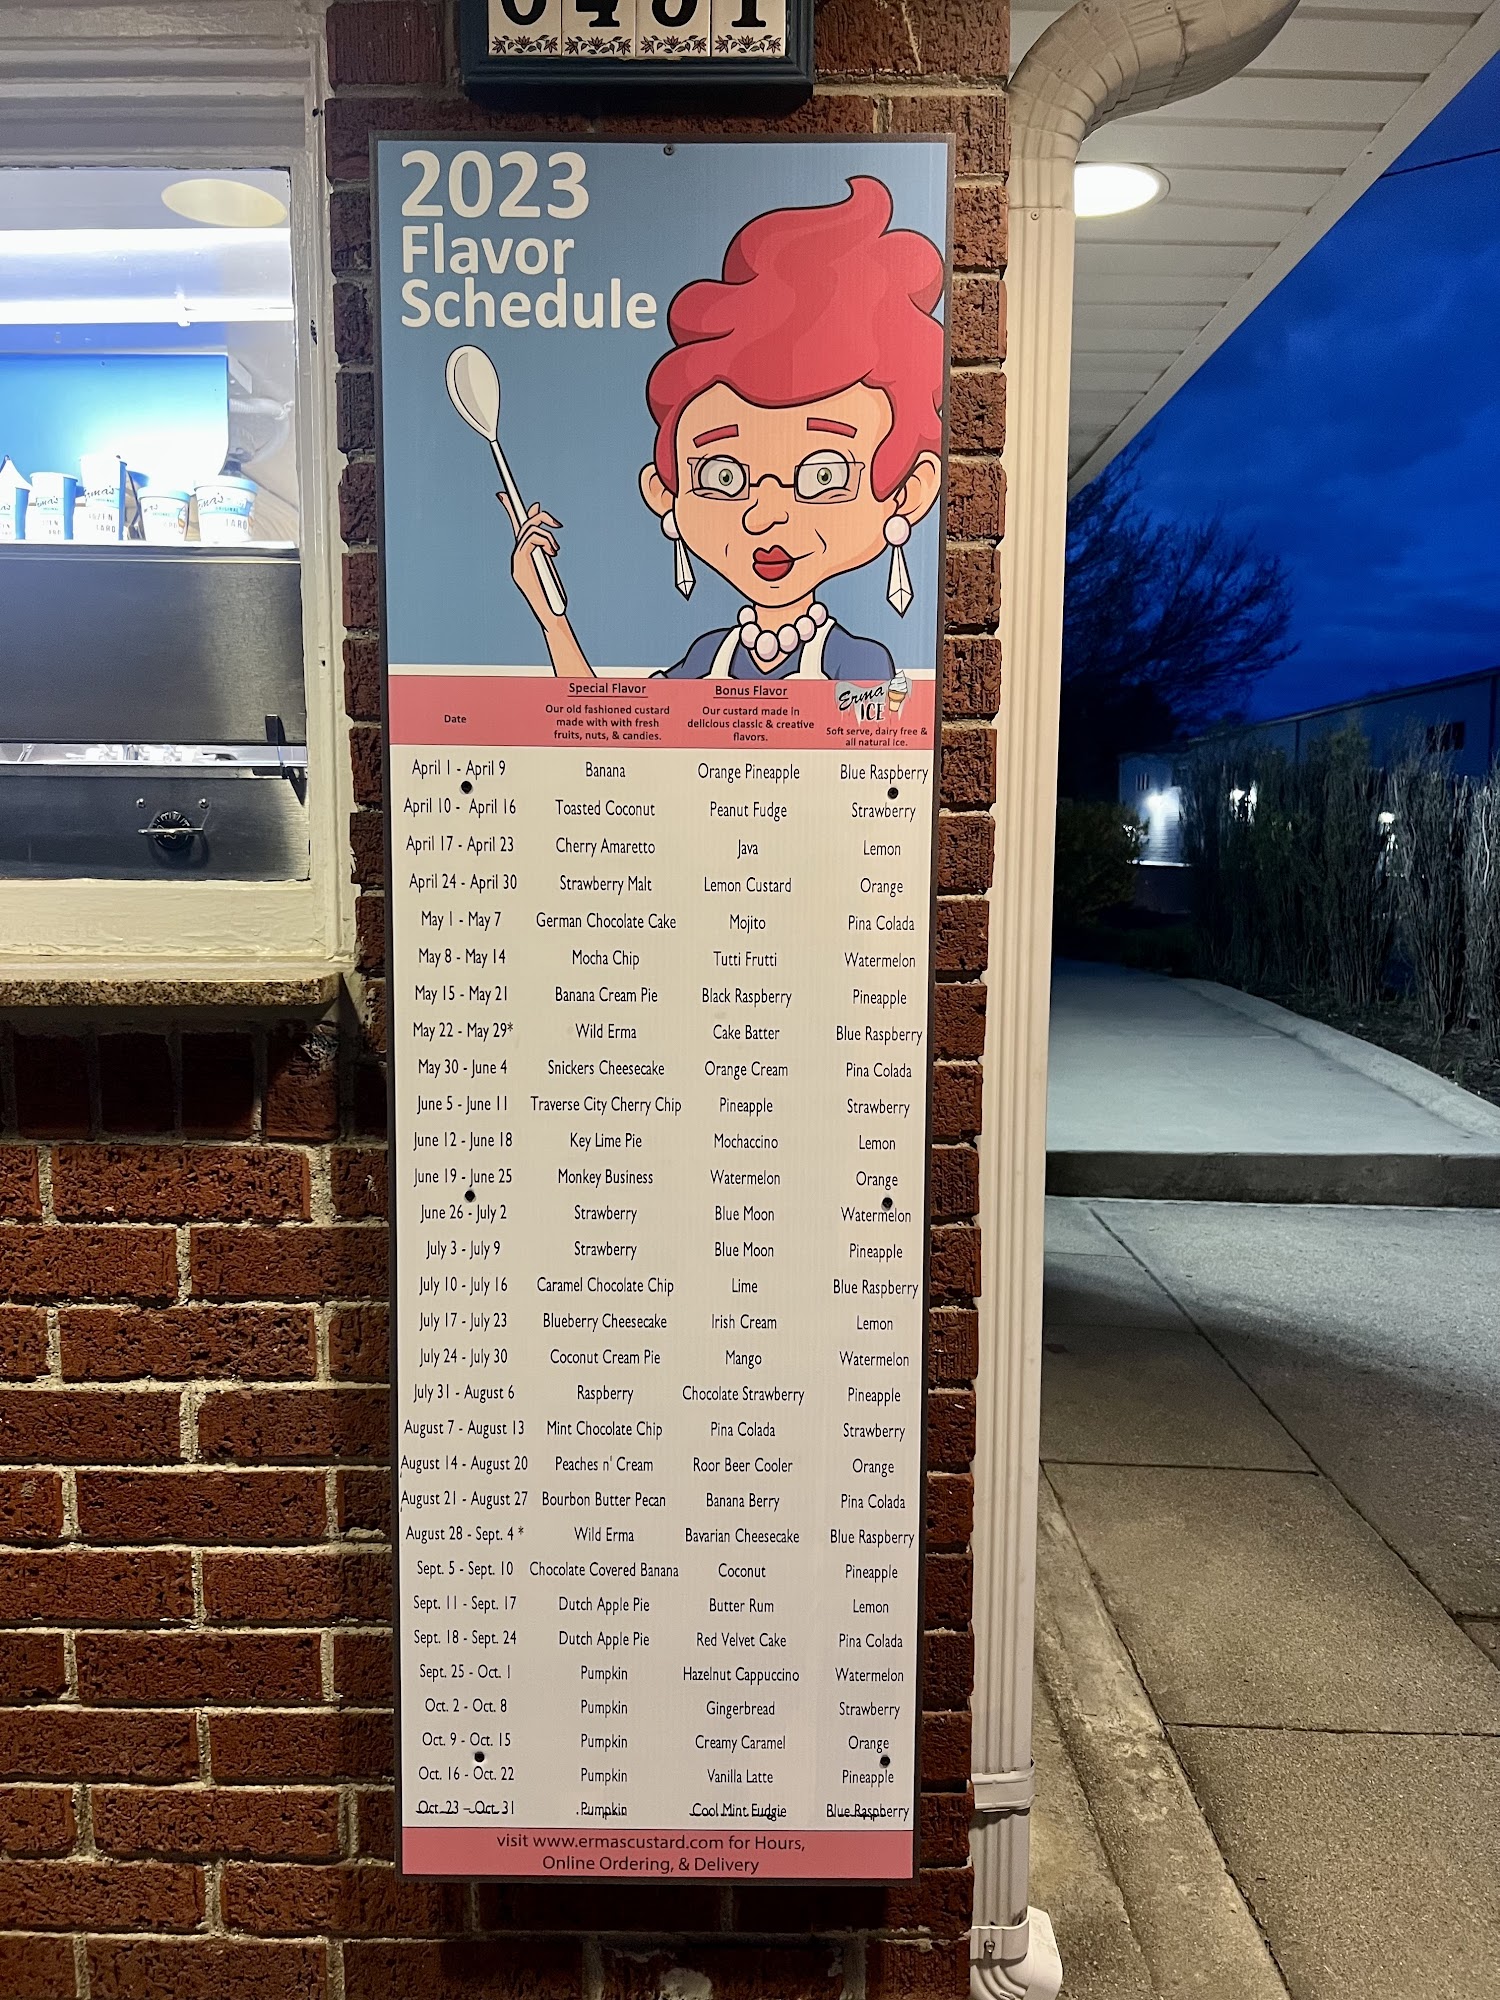 2023
Flavor
Schedule
Date
Special Flavor
Our old fashioned custard
made with with fresh
fruits, nuts, & candies.
Bonus Flavor
Our custard made in
delicious classic & creative
flavors.
Erma
ICE
Soft serve, dairy free &
all natural ice.
April 1 - April 9 Banana Orange Pineapple Blue Raspberry
April 10 - April 16 Toasted Coconut Peanut Fudge Strawberry
April 17 - April 23 Cherry Amaretto Java Lemon
April 24 - April 30 Strawberry Malt Lemon Custard Orange
May 1 - May 7 German Chocolate Cake Mojito Pina Colada
May 8 - May 14 Mocha Chip Tutti Frutti Watermelon
May 15 - May 21 Banana Cream Pie Black Raspberry Pineapple
May 22 - May 29* Wild Erma Cake Batter Blue Raspberry
May 30 - June 4 Snickers Cheesecake Orange Cream Pina Colada
June 5 - June 11 Traverse City Cherry Chip Pineapple Strawberry
June 12 - June 18 Key Lime Pie Mochaccino Lemon
June 19 - June 25 Monkey Business Watermelon Orange
June 26 - July 2 Strawberry Blue Moon Watermelon
July 3 - July 9 Strawberry Blue Moon Pineapple
July 10 - July 16 Caramel Chocolate Chip Lime Blue Raspberry
July 17 - July 23 Blueberry Cheesecake Irish Cream Lemon
July 24 - July 30 Coconut Cream Pie Mango Watermelon
July 31 - August 6 Raspberry Chocolate Strawberry Pineapple
August 7 - August 13 Mint Chocolate Chip Pina Colada Strawberry
August 14 - August 20 Peaches n' Cream Roor Beer Cooler Orange
August 21 - August 27 Bourbon Butter Pecan Banana Berry Pina Colada
August 28 - Sept. 4 * Wild Erma Bavarian Cheesecake Blue Raspberry
Sept. 5 - Sept. 10 Chocolate Covered Banana Coconut Pineapple
Sept. 11 - Sept. 17 Dutch Apple Pie Butter Rum Lemon
Sept. 18 - Sept. 24 Dutch Apple Pie Red Velvet Cake Pina Colada
Sept. 25 - Oct. 1 Pumpkin Hazelnut Cappuccino Watermelon
Oct. 2 - Oct. 8 Pumpkin Gingerbread Strawberry
Oct. 9 - Oct. 15 Pumpkin Creamy Caramel Orange
Oct. 16 - Oct. 22 Pumpkin Vanilla Latte Pineapple
Oct. 23 - Oct. 31 Pumpkin Cool Mint Fudgie Blue Raspberry
visit www.ermascustard.com for Hours,
Online Ordering, & Delivery